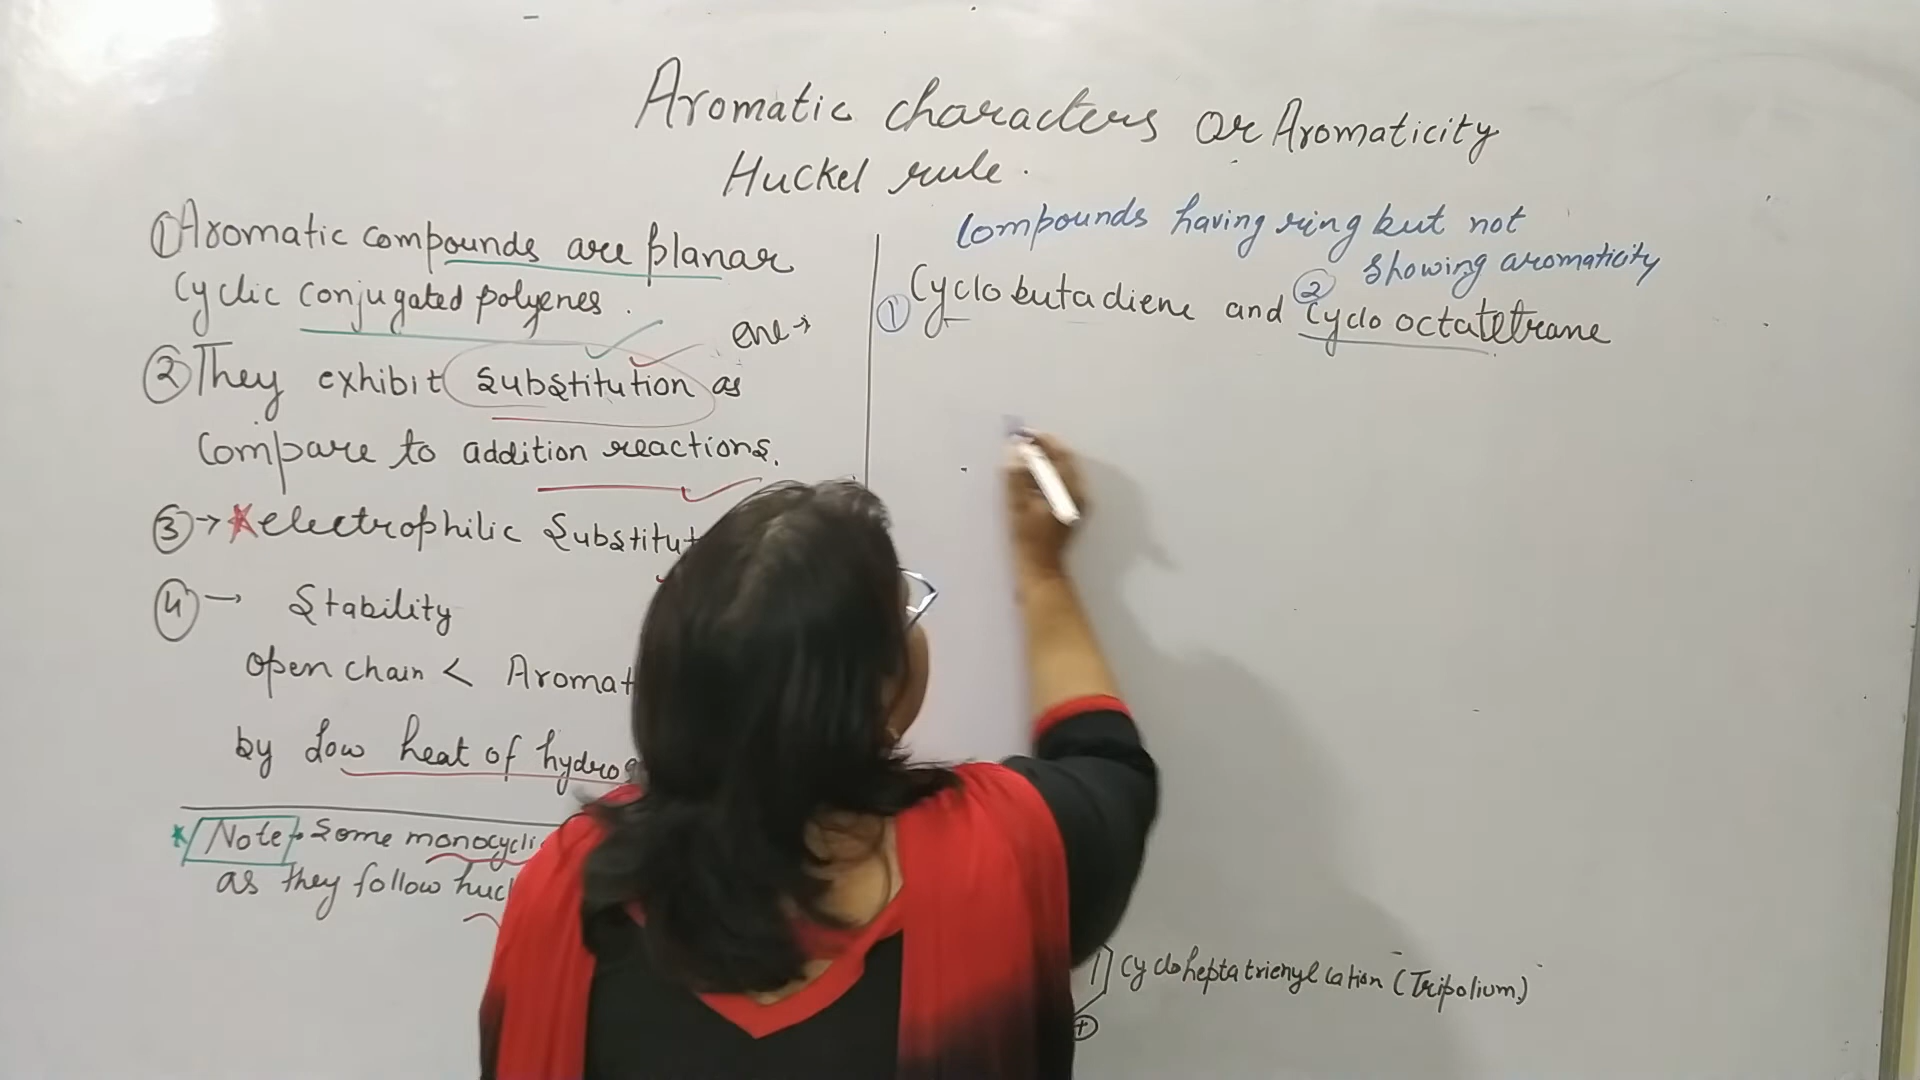 Aromatic characters or Aromaticity
Huckel rule.
① Aromatic compounds are planar
cyclic conjugated polyenes.
ene →
② They exhibit substitution as
compare to addition reactions.
③ → electrophilic Substitut
④ → Stability
open chain < Aromat
by low heat of hydrog
* Note → Some monocycli
as they follow huc
Compounds having ring but not
showing aromaticity
① Cyclobutadiene and ② Cyclo octatetrane
Cycloheptatrienyl cation (Tripolium)
+